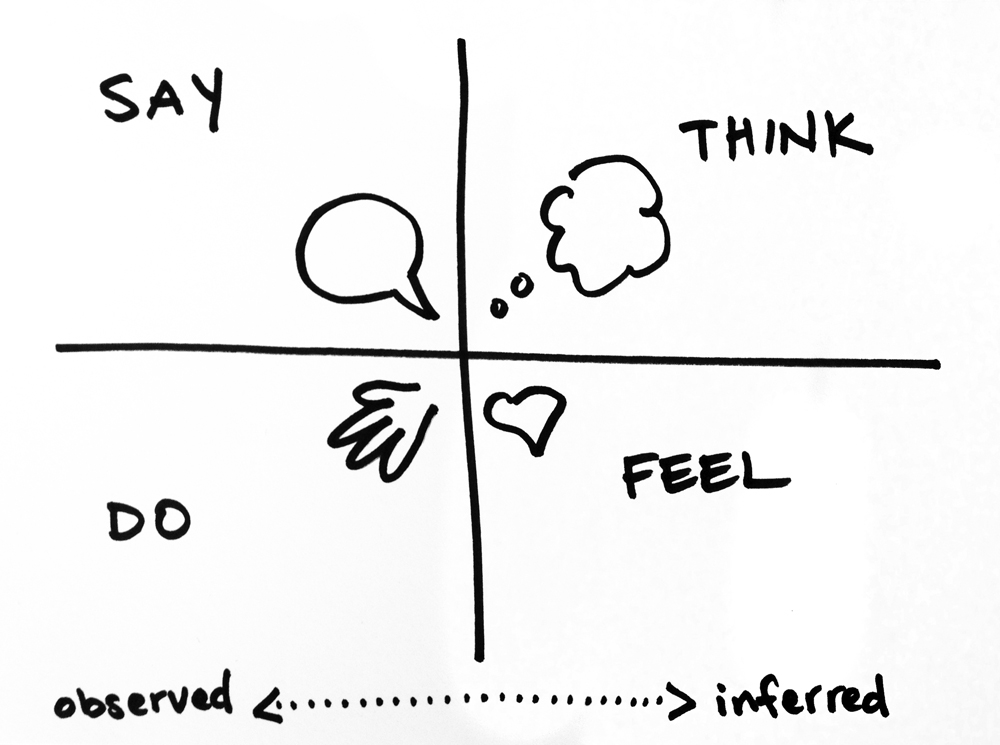 SAY
THINK
DO
FEEL
observed <..............> inferred